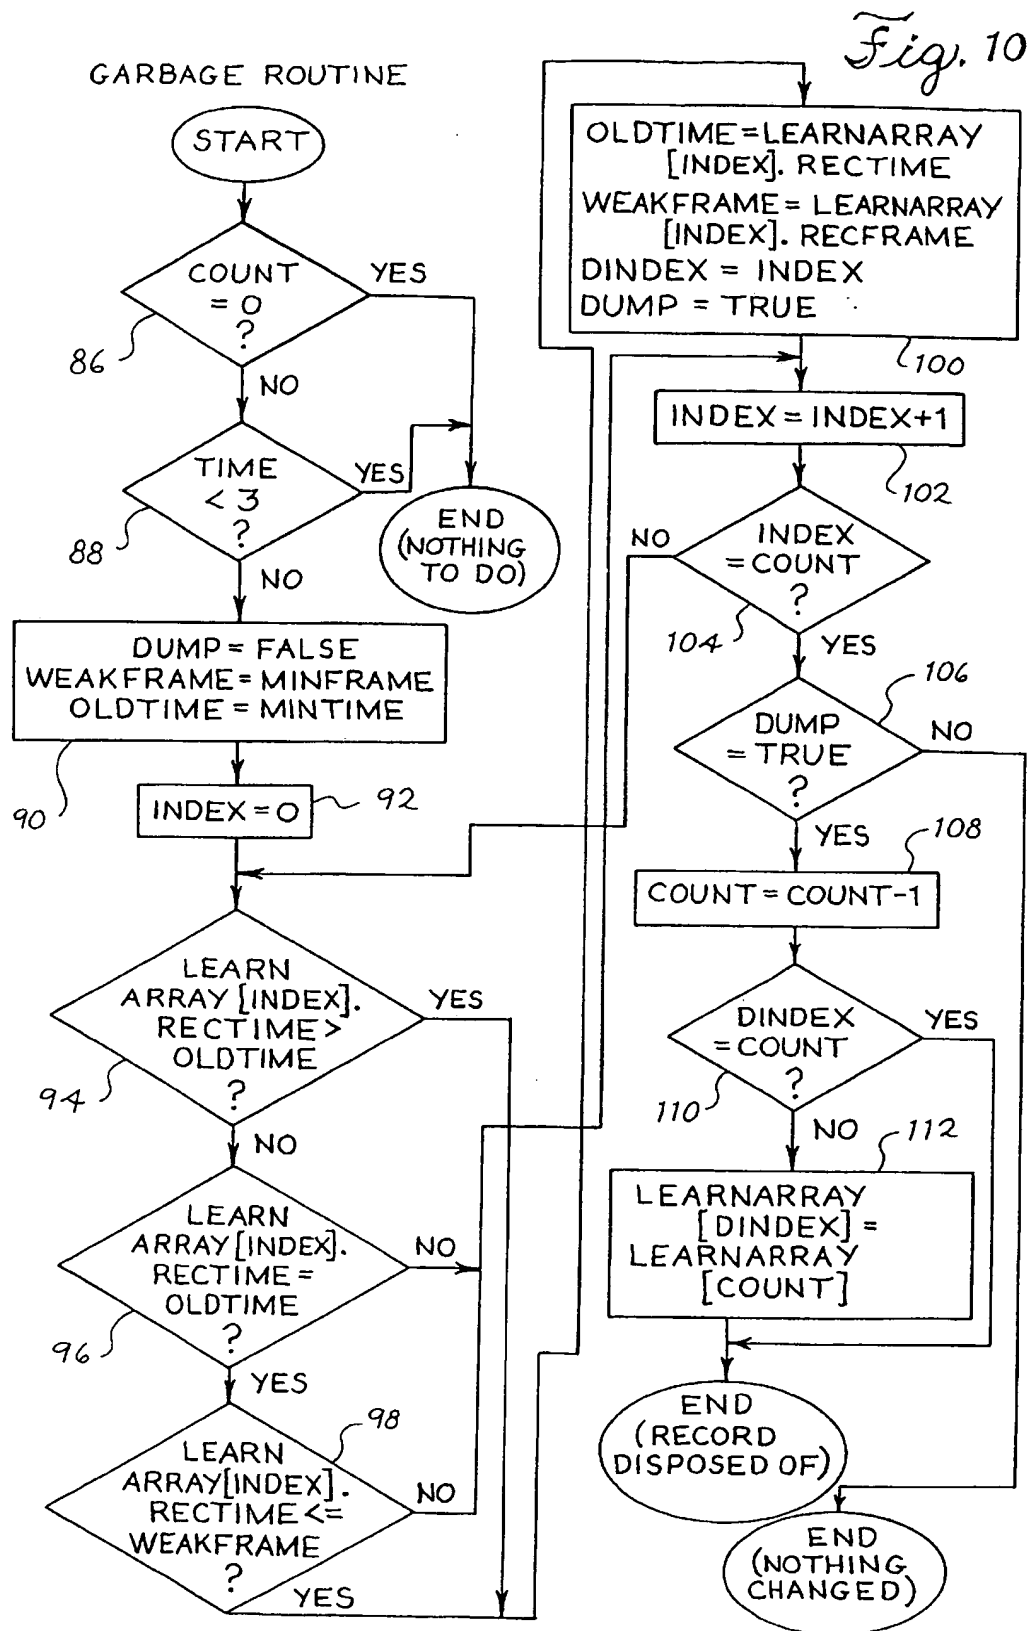 Fig. 10
GARBAGE ROUTINE
START
COUNT
= 0
?
YES
86
NO
TIME
< 3
?
YES
88
END
(NOTHING
TO DO)
NO
DUMP = FALSE
WEAKFRAME = MINFRAME
OLDTIME = MINTIME
90
INDEX = 0
92
LEARN
ARRAY [INDEX].
RECTIME >
OLDTIME
?
YES
94
NO
LEARN
ARRAY [INDEX].
RECTIME =
OLDTIME
?
NO
96
YES
98
LEARN
ARRAY[INDEX].
RECTIME <=
WEAKFRAME
?
NO
YES
OLDTIME = LEARNARRAY
[INDEX]. RECTIME
WEAKFRAME = LEARNARRAY
[INDEX]. RECFRAME
DINDEX = INDEX
DUMP = TRUE
100
INDEX = INDEX+1
102
INDEX
= COUNT
?
NO
104
YES
106
DUMP
= TRUE
?
NO
YES
108
COUNT = COUNT-1
DINDEX
= COUNT
?
YES
110
NO
112
LEARNARRAY
[DINDEX] =
LEARNARRAY
[COUNT]
END
(RECORD
DISPOSED OF)
END
(NOTHING
CHANGED)